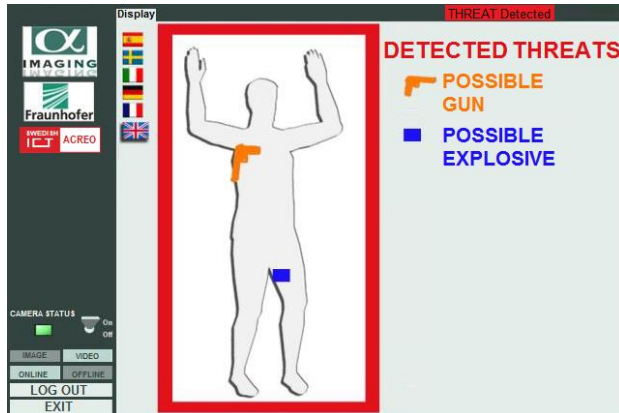 Display
THREAT Detected
α
IMAGING
Fraunhofer
SWEDISH
ICT
ACREO
DETECTED THREATS
POSSIBLE
GUN
POSSIBLE
EXPLOSIVE
CAMERA STATUS
On
Off
IMAGE
VIDEO
ONLINE
OFFLINE
LOG OUT
EXIT